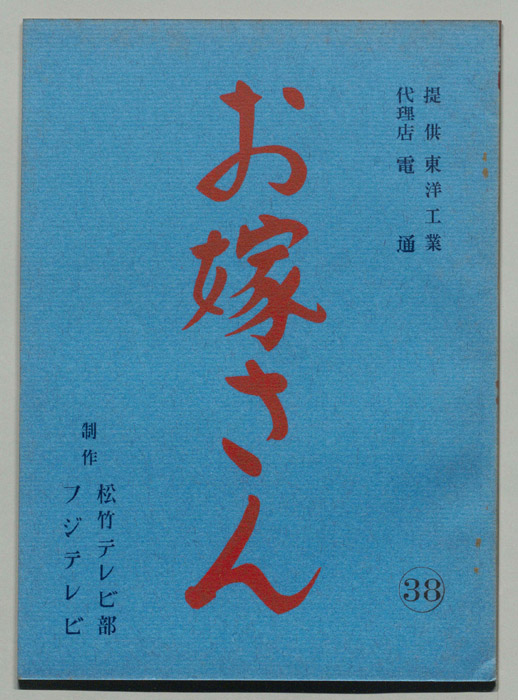 提供 東洋工業
代理店 電通
お嫁さん
制作 松竹テレビ部
フジテレビ
38